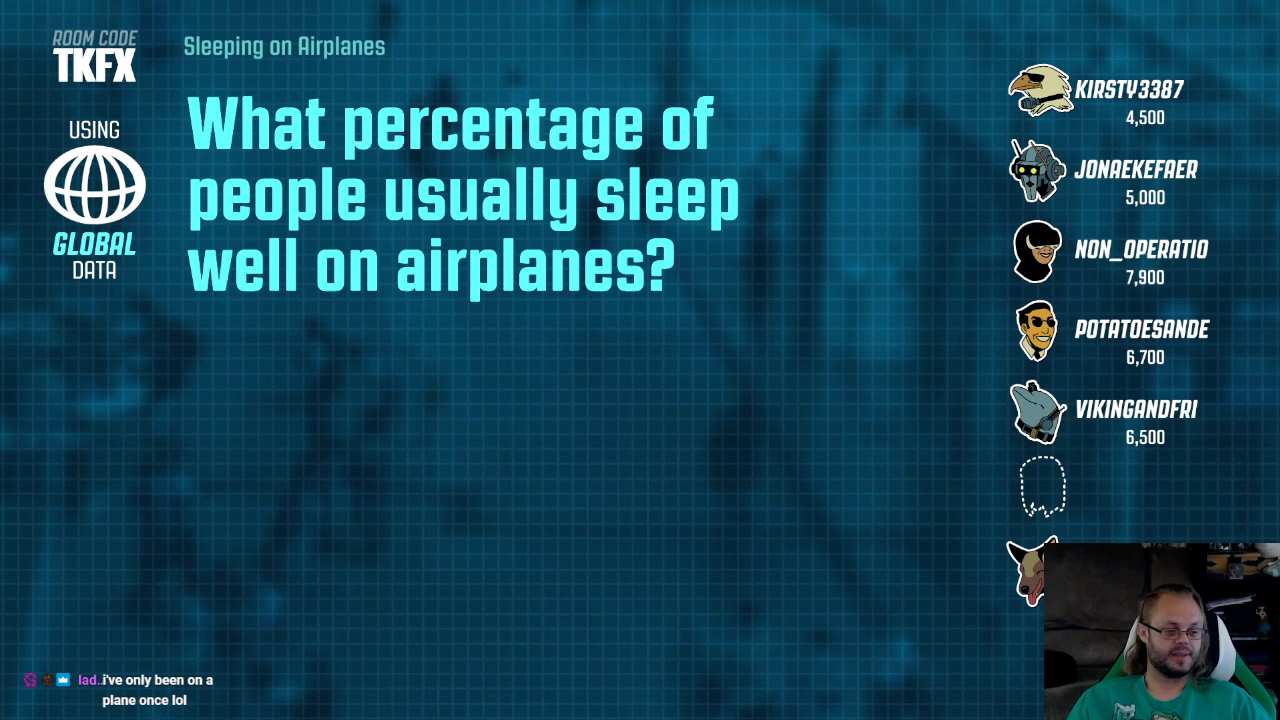 ROOM CODE
TKFX
USING
GLOBAL
DATA
Sleeping on Airplanes
What percentage of
people usually sleep
well on airplanes?
KIRSTY3387
4,500
JONAEKEFAER
5,000
NON_OPERATIO
7,900
POTATOESANDE
6,700
VIKINGANDFRI
6,500
lad..i've only been on a
plane once lol